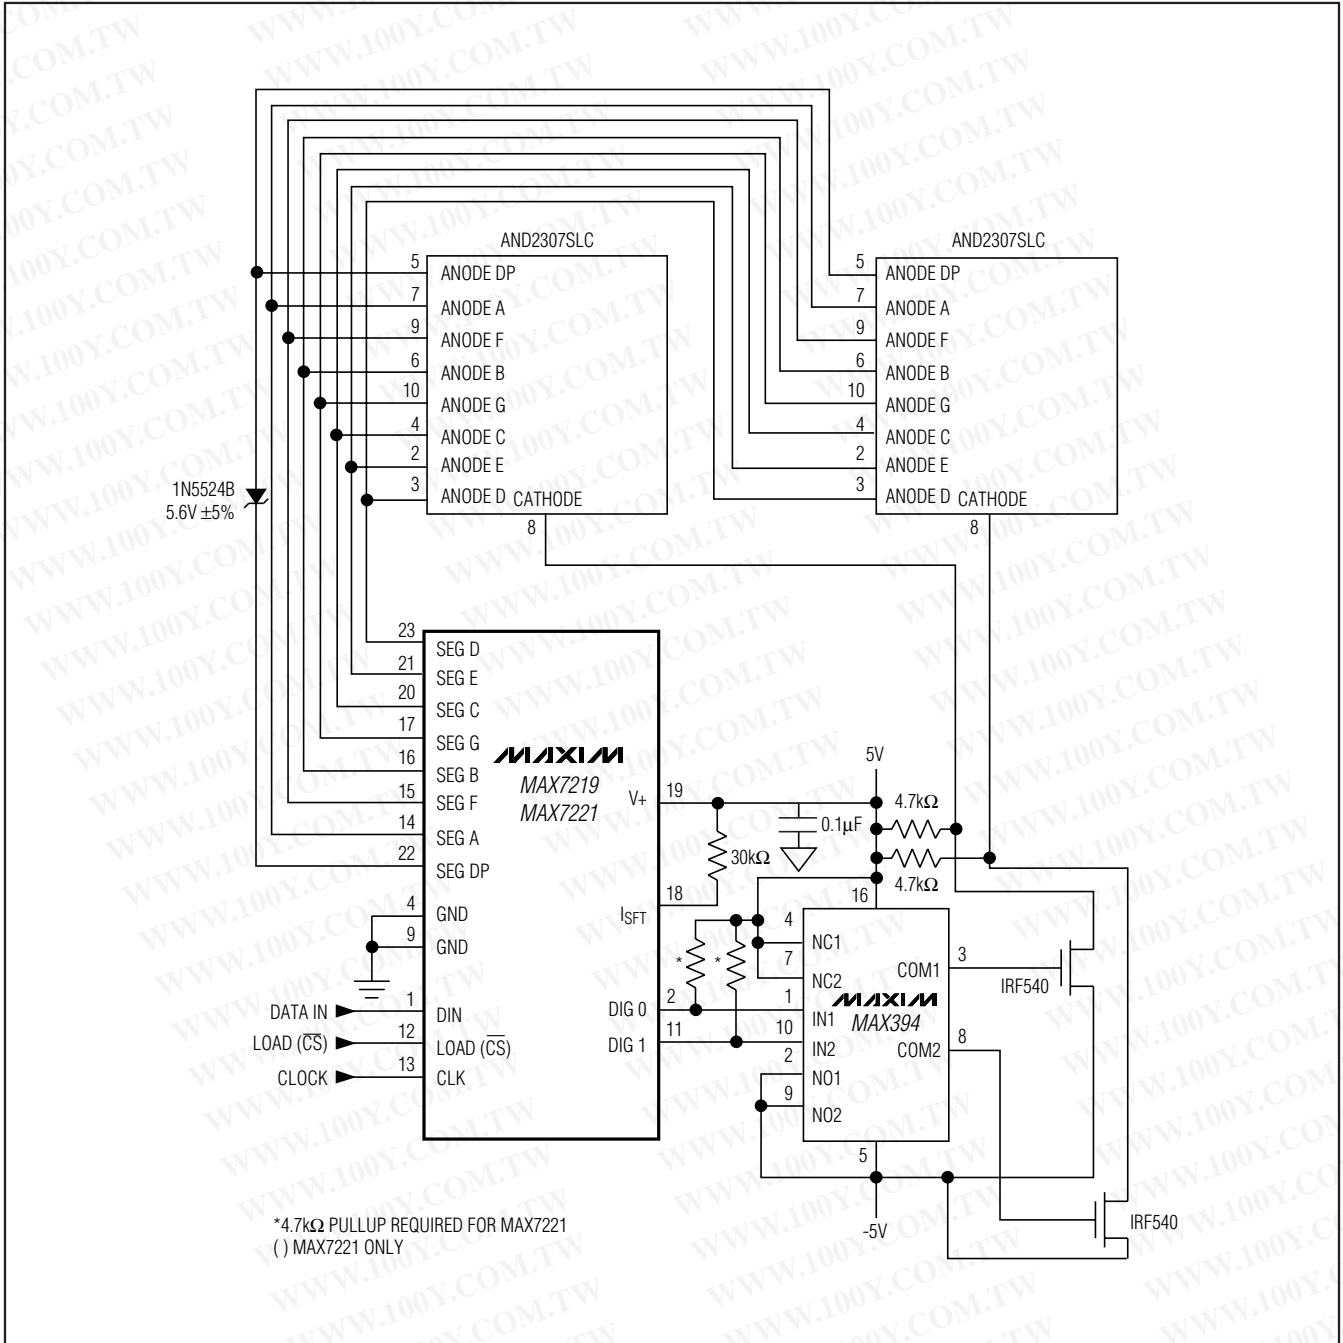 AND2307SLC
5 ANODE DP
7 ANODE A
9 ANODE F
6 ANODE B
10 ANODE G
4 ANODE C
2 ANODE E
3 ANODE D CATHODE
8
AND2307SLC
5 ANODE DP
7 ANODE A
9 ANODE F
6 ANODE B
10 ANODE G
4 ANODE C
2 ANODE E
3 ANODE D CATHODE
8
1N5524B
5.6V ±5%
23 SEG D
21 SEG E
20 SEG C
17 SEG G
16 SEG B
15 SEG F
14 SEG A
22 SEG DP
4 GND
9 GND
DATA IN 1 DIN
LOAD (CS) 12 LOAD (CS)
CLOCK 13 CLK
MAXIM
MAX7219
MAX7221
V+ 19
ISFT 18
DIG 0 2
DIG 1 11
30kΩ
0.1μF
5V
4.7kΩ
4.7kΩ
* *
16
4 NC1
7 NC2
1 IN1
10 IN2
2 NO1
9 NO2
COM1 3
MAXIM
MAX394
COM2 8
5
-5V
IRF540
IRF540
*4.7kΩ PULLUP REQUIRED FOR MAX7221
( ) MAX7221 ONLY
WWW.100Y.COM.TW